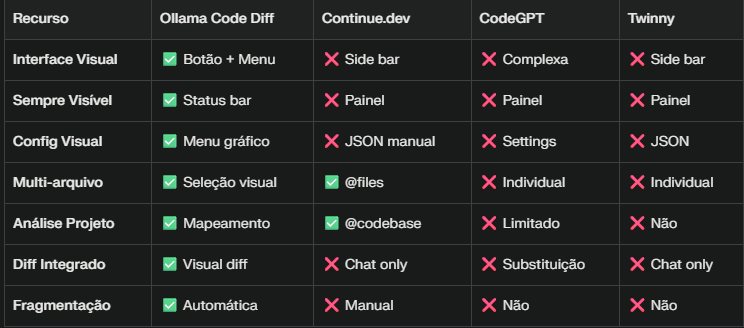 Recurso Ollama Code Diff Continue.dev CodeGPT Twinny
Interface Visual ✅ Botão + Menu ❌ Side bar ❌ Complexa ❌ Side bar
Sempre Visível ✅ Status bar ❌ Painel ❌ Painel ❌ Painel
Config Visual ✅ Menu gráfico ❌ JSON manual ❌ Settings ❌ JSON
Multi-arquivo ✅ Seleção visual ✅ @files ❌ Individual ❌ Individual
Análise Projeto ✅ Mapeamento ✅ @codebase ❌ Limitado ❌ Não
Diff Integrado ✅ Visual diff ❌ Chat only ❌ Substituição ❌ Chat only
Fragmentação ✅ Automática ❌ Manual ❌ Não ❌ Não